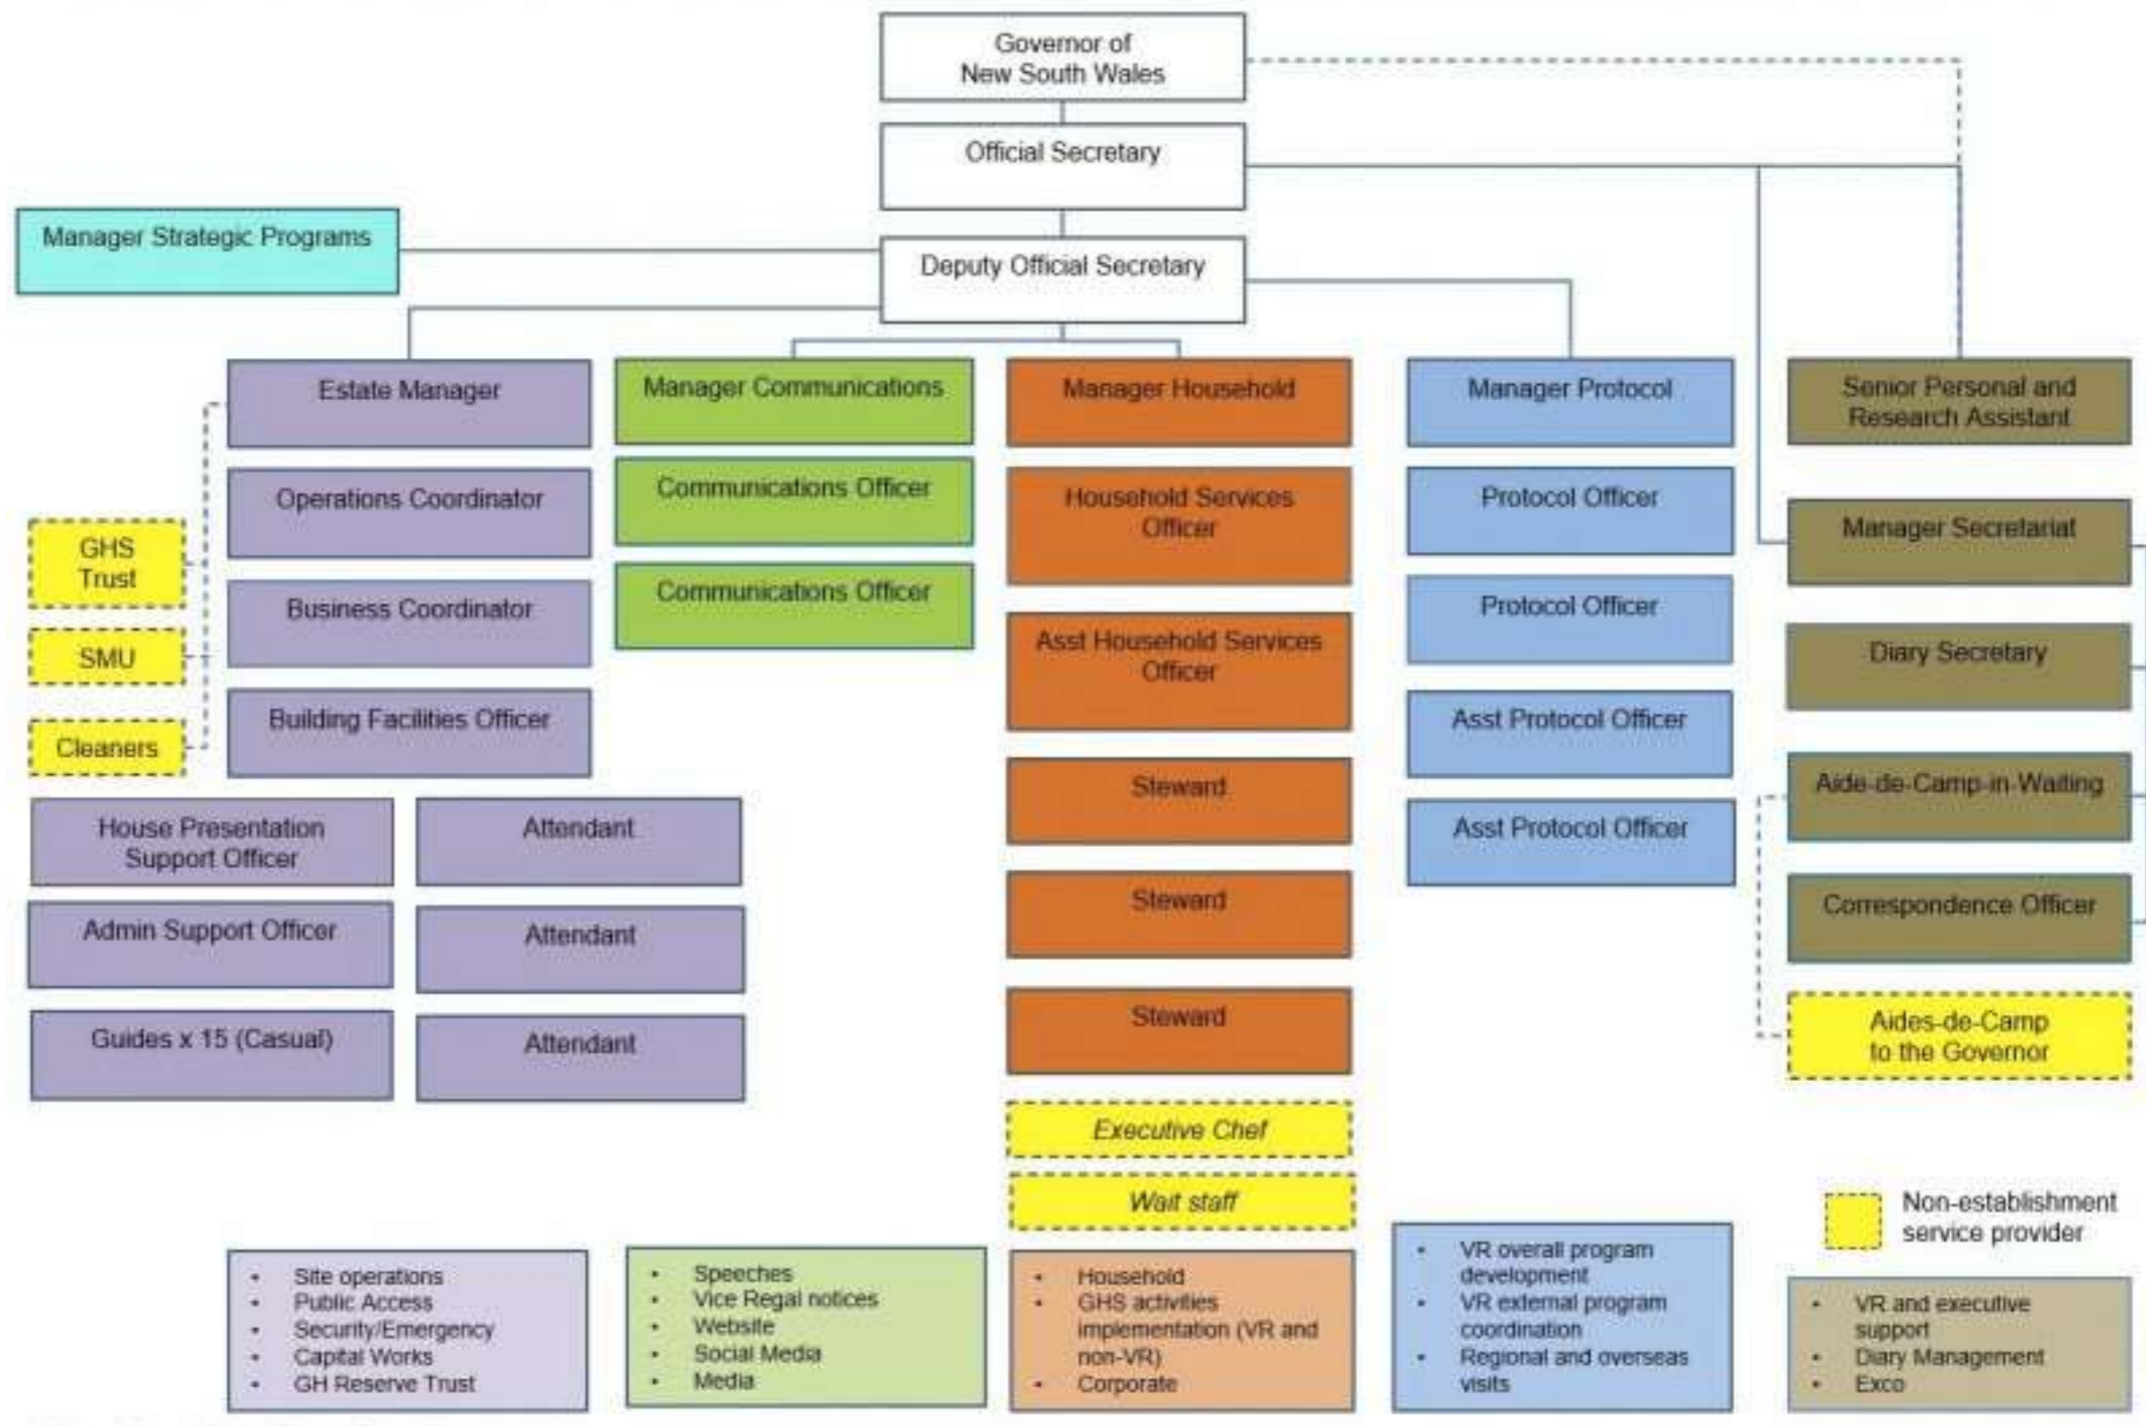 Governor of
New South Wales
Official Secretary
Manager Strategic Programs
Deputy Official Secretary
Estate Manager
Operations Coordinator
Business Coordinator
Building Facilities Officer
GHS
Trust
SMU
Cleaners
House Presentation
Support Officer
Admin Support Officer
Guides x 15 (Casual)
Attendant
Attendant
Attendant
Manager Communications
Communications Officer
Communications Officer
Manager Household
Household Services
Officer
Asst Household Services
Officer
Steward
Steward
Steward
Executive Chef
Wait staff
Manager Protocol
Protocol Officer
Protocol Officer
Asst Protocol Officer
Asst Protocol Officer
Senior Personal and
Research Assistant
Manager Secretariat
Diary Secretary
Aide-de-Camp-in-Waiting
Correspondence Officer
Aides-de-Camp
to the Governor
Non-establishment
service provider
• Site operations
• Public Access
• Security/Emergency
• Capital Works
• GH Reserve Trust
• Speeches
• Vice Regal notices
• Website
• Social Media
• Media
• Household
• GHS activities
implementation (VR and
non-VR)
• Corporate
• VR overall program
development
• VR external program
coordination
• Regional and overseas
visits
• VR and executive
support
• Diary Management
• Exco